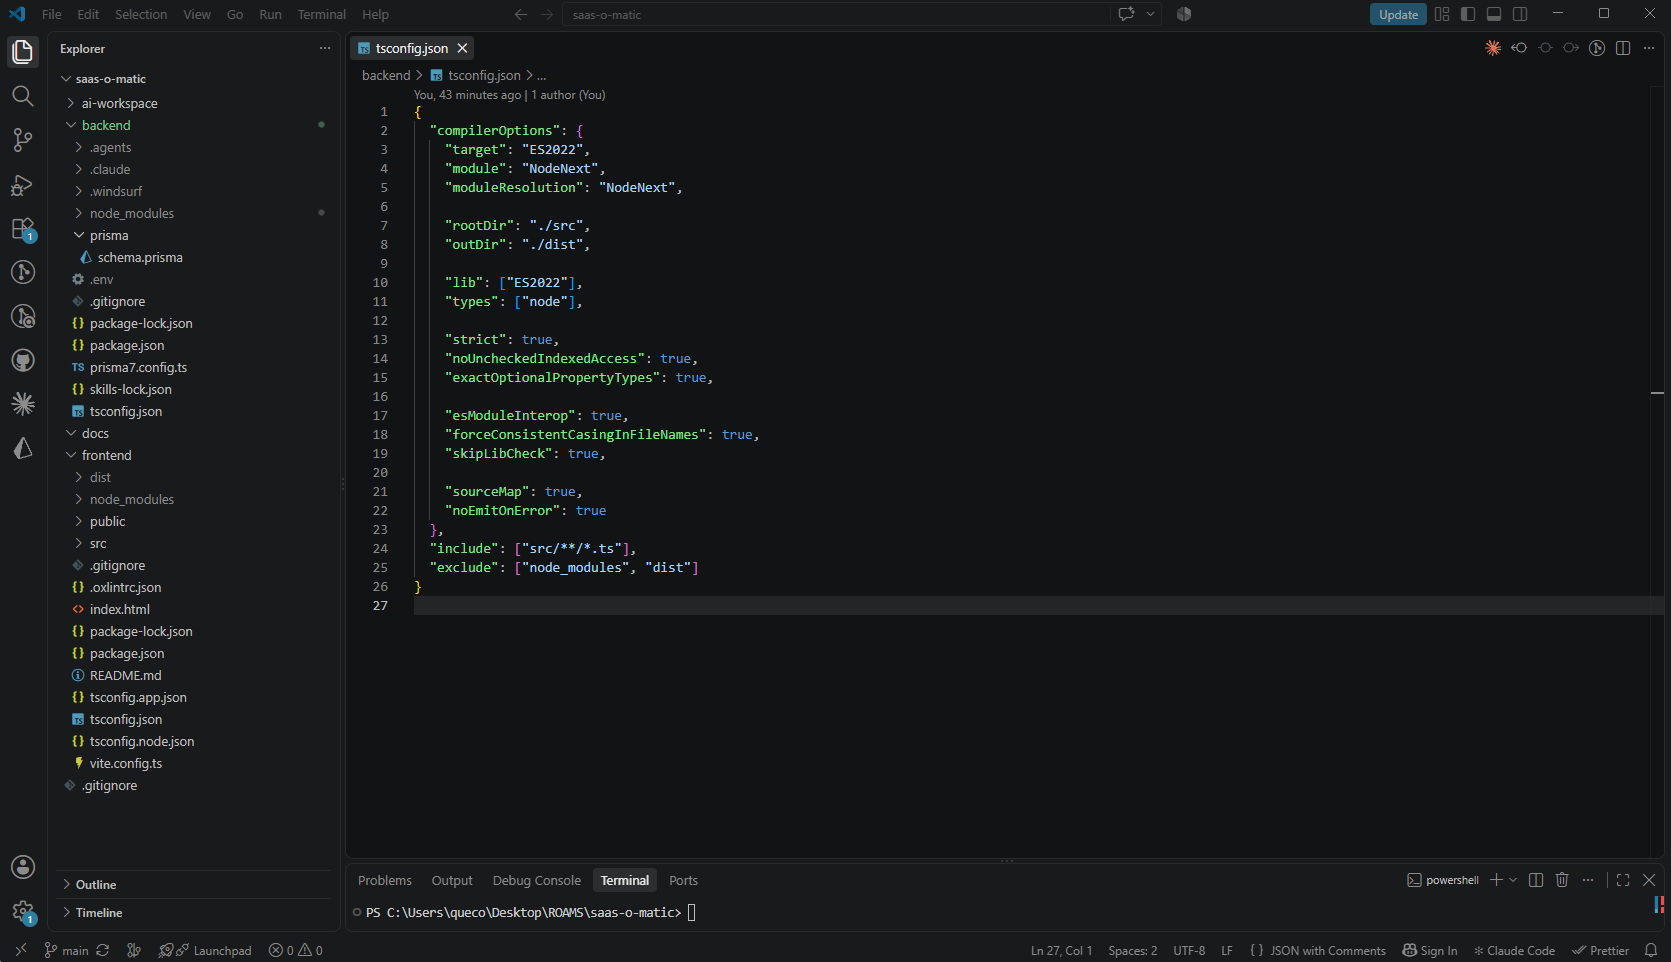 File Edit Selection View Go Run Terminal Help
saas-o-matic
Update
Explorer
saas-o-matic
ai-workspace
backend
.agents
.claude
.windsurf
node_modules
prisma
schema.prisma
.env
.gitignore
package-lock.json
package.json
TS prisma7.config.ts
skills-lock.json
tsconfig.json
docs
frontend
dist
node_modules
public
src
.gitignore
.oxlintrc.json
index.html
package-lock.json
package.json
README.md
tsconfig.app.json
tsconfig.json
tsconfig.node.json
vite.config.ts
.gitignore
Outline
Timeline
1
1
TS tsconfig.json
backend > TS tsconfig.json > ...
You, 43 minutes ago | 1 author (You)
1 {
2 "compilerOptions": {
3 "target": "ES2022",
4 "module": "NodeNext",
5 "moduleResolution": "NodeNext",
6
7 "rootDir": "./src",
8 "outDir": "./dist",
9
10 "lib": ["ES2022"],
11 "types": ["node"],
12
13 "strict": true,
14 "noUncheckedIndexedAccess": true,
15 "exactOptionalPropertyTypes": true,
16
17 "esModuleInterop": true,
18 "forceConsistentCasingInFileNames": true,
19 "skipLibCheck": true,
20
21 "sourceMap": true,
22 "noEmitOnError": true
23 },
24 "include": ["src/**/*.ts"],
25 "exclude": ["node_modules", "dist"]
26 }
27
Problems Output Debug Console Terminal Ports
powershell
PS C:\Users\queco\Desktop\ROAMS\saas-o-matic>
main Launchpad 0 0
Ln 27, Col 1 Spaces: 2 UTF-8 LF { } JSON with Comments Sign In Claude Code Prettier